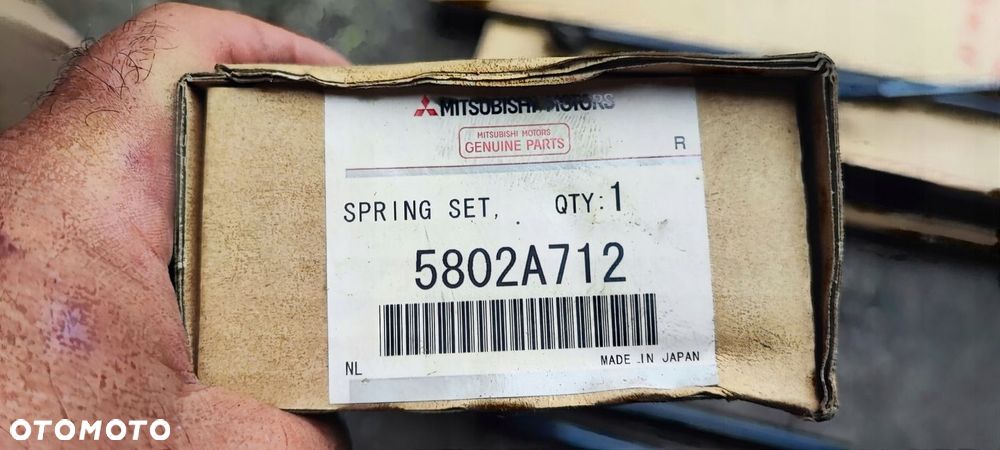 MITSUBISHI MOTORS
MITSUBISHI MOTORS
GENUINE PARTS
R
SPRING SET, QTY:1
5802A712
NL MADE IN JAPAN
OTOMOTO